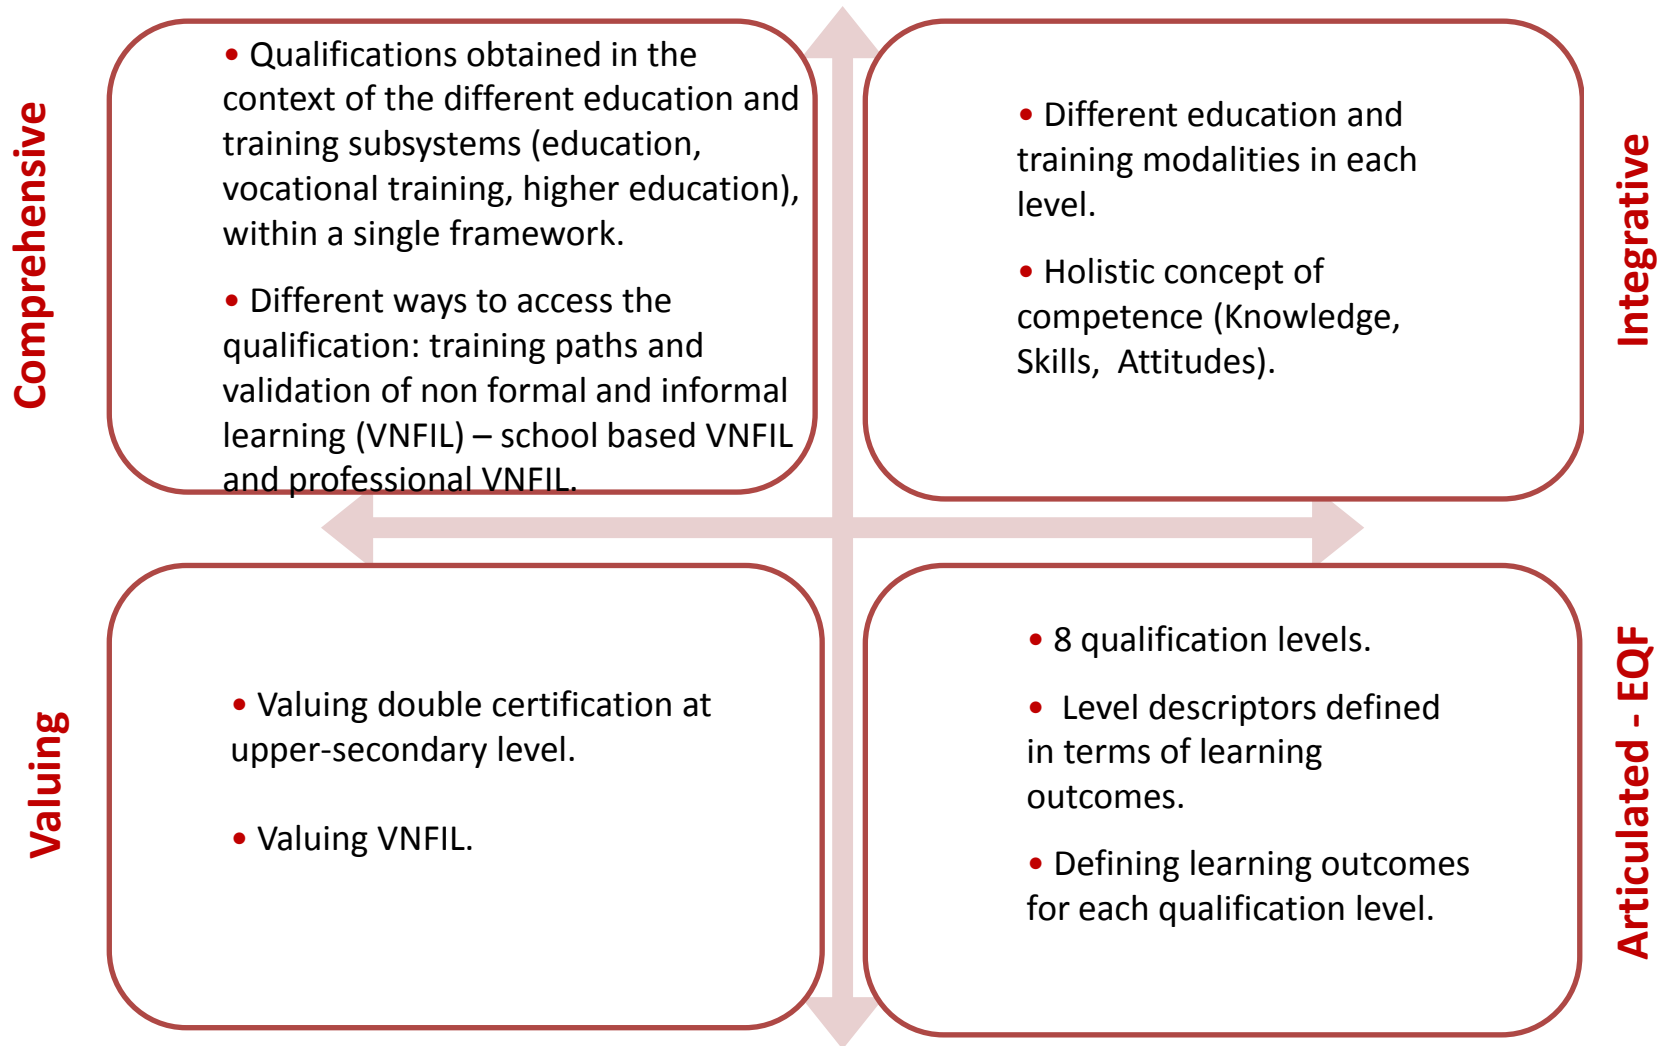 Comprehensive
• Qualifications obtained in the
context of the different education and
training subsystems (education,
vocational training, higher education),
within a single framework.
• Different ways to access the
qualification: training paths and
validation of non formal and informal
learning (VNFIL) – school based VNFIL
and professional VNFIL.
• Different education and
training modalities in each
level.
• Holistic concept of
competence (Knowledge,
Skills, Attitudes).
Integrative
Valuing
• Valuing double certification at
upper-secondary level.
• Valuing VNFIL.
• 8 qualification levels.
• Level descriptors defined
in terms of learning
outcomes.
• Defining learning outcomes
for each qualification level.
Articulated - EQF